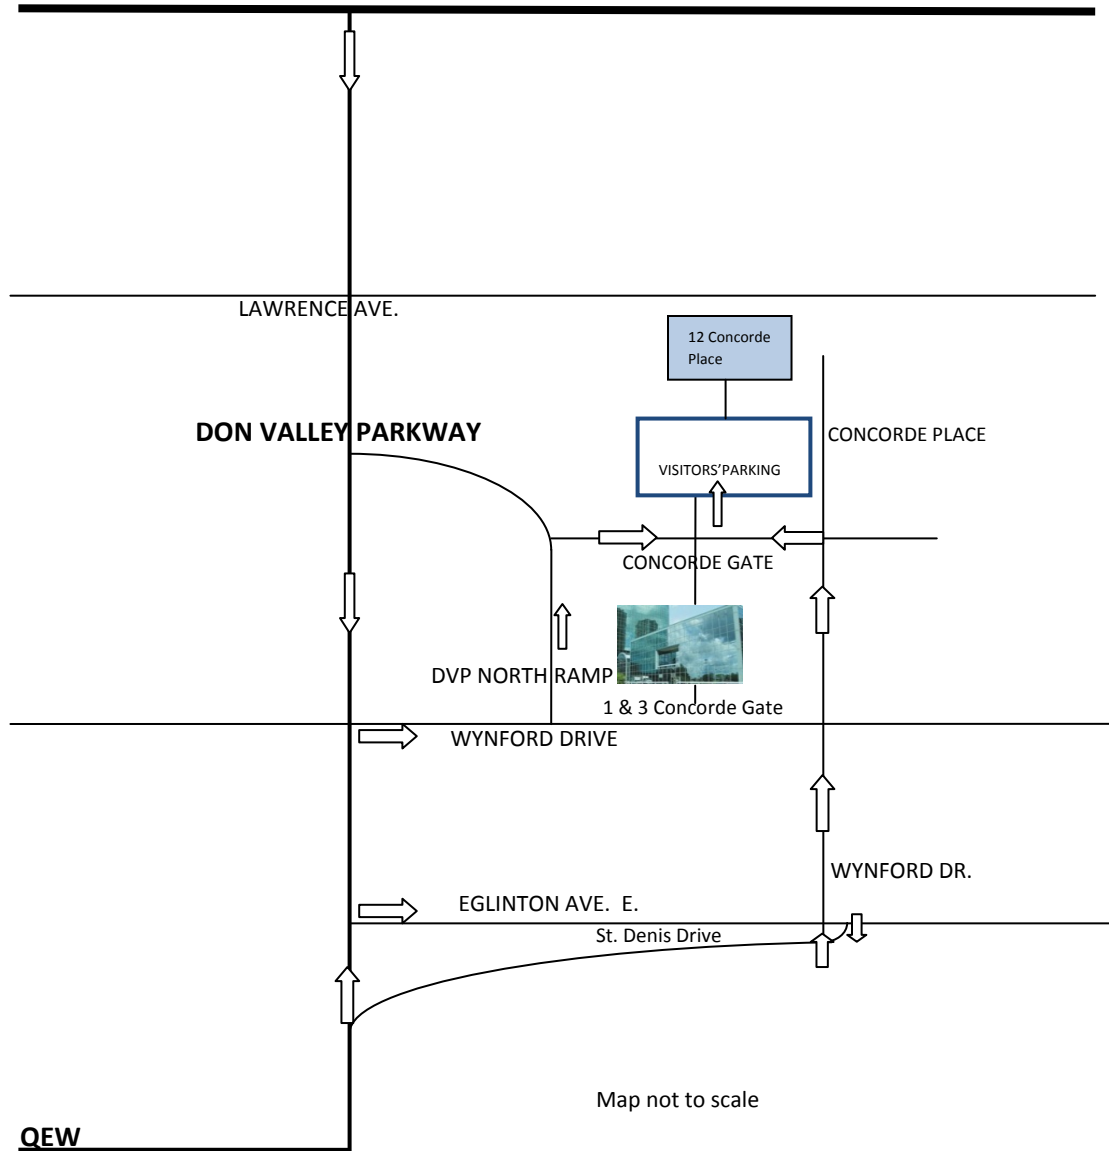 LAWRENCE AVE.
12 Concorde
Place
DON VALLEY PARKWAY
CONCORDE PLACE
VISITORS'PARKING
CONCORDE GATE
DVP NORTH RAMP
1 & 3 Concorde Gate
WYNFORD DRIVE
WYNFORD DR.
EGLINTON AVE. E.
St. Denis Drive
Map not to scale
QEW